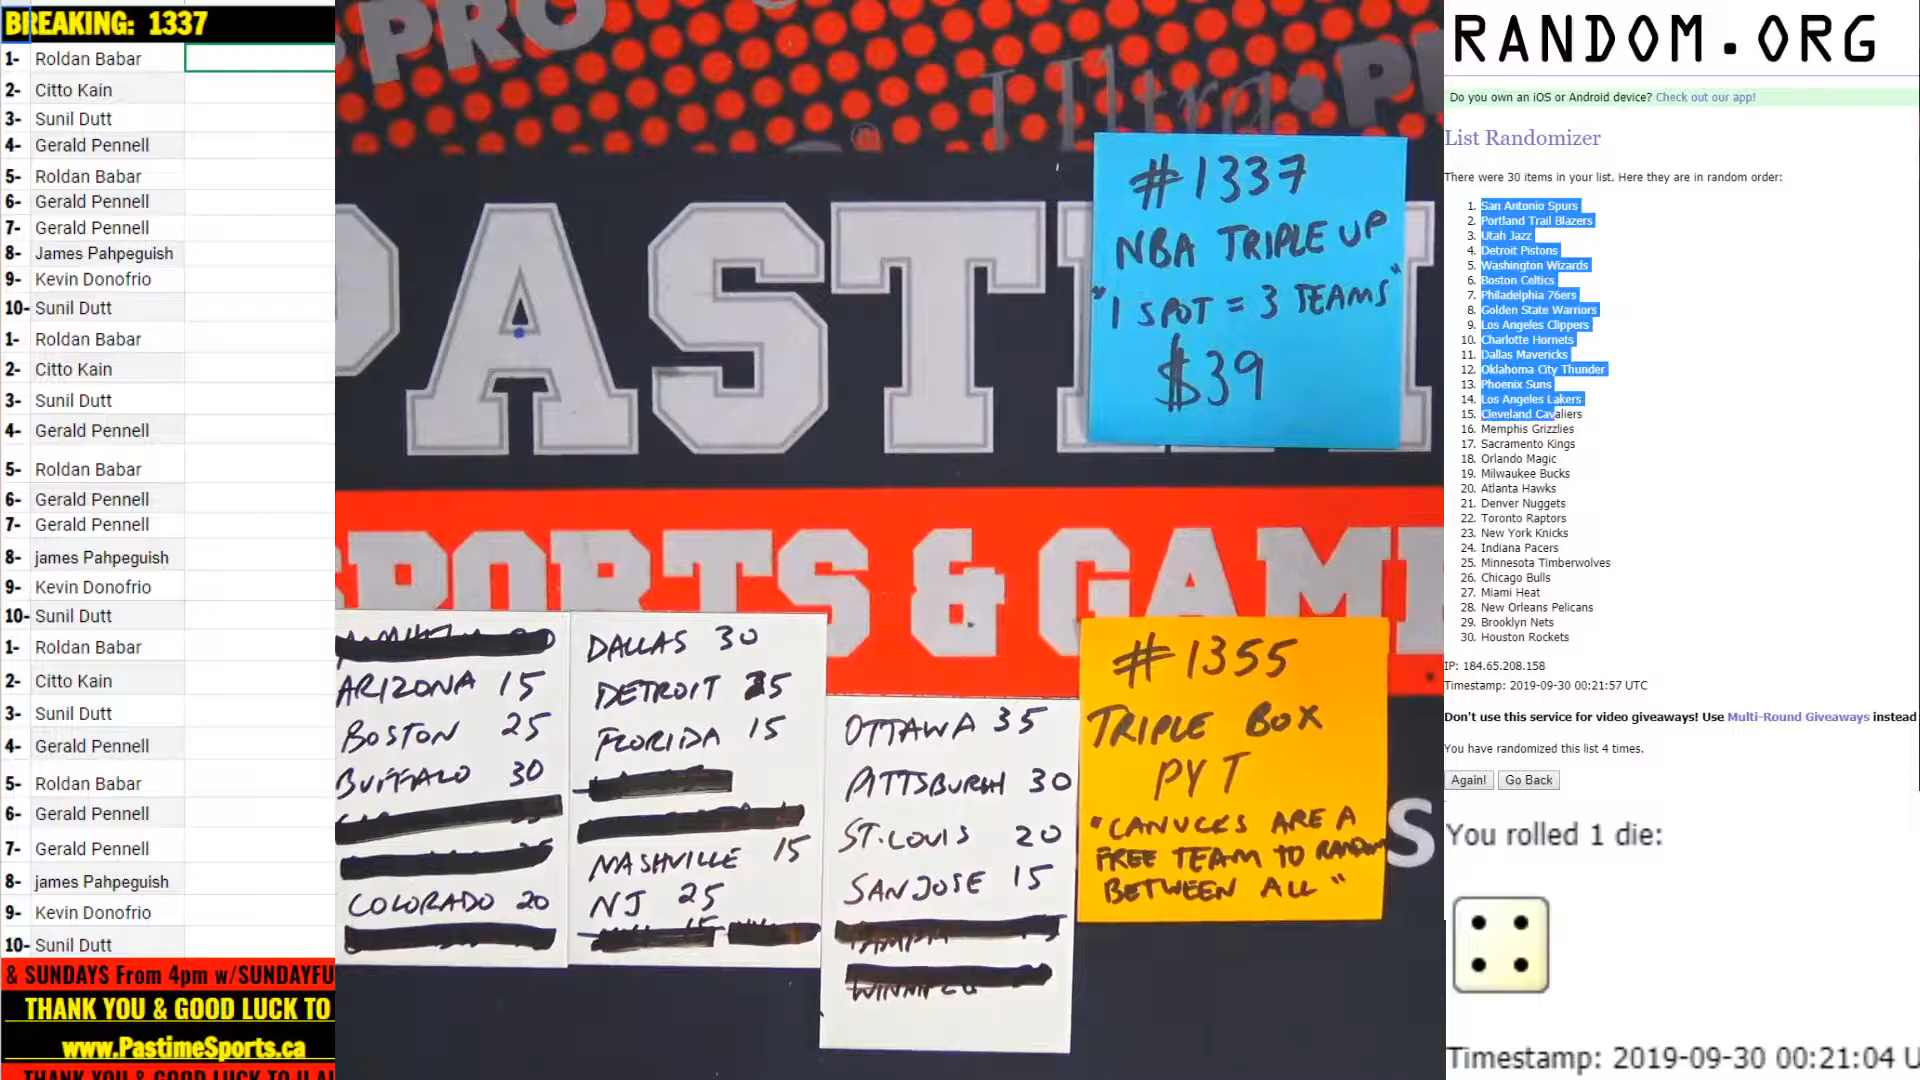 BREAKING: 1337
1- Roldan Babar
2- Citto Kain
3- Sunil Dutt
4- Gerald Pennell
5- Roldan Babar
6- Gerald Pennell
7- Gerald Pennell
8- James Pahpeguish
9- Kevin Donofrio
10- Sunil Dutt
1- Roldan Babar
2- Citto Kain
3- Sunil Dutt
4- Gerald Pennell
5- Roldan Babar
6- Gerald Pennell
7- Gerald Pennell
8- james Pahpeguish
9- Kevin Donofrio
10- Sunil Dutt
1- Roldan Babar
2- Citto Kain
3- Sunil Dutt
4- Gerald Pennell
5- Roldan Babar
6- Gerald Pennell
7- Gerald Pennell
8- james Pahpeguish
9- Kevin Donofrio
10- Sunil Dutt
& SUNDAYS From 4pm w/SUNDAYFU
THANK YOU & GOOD LUCK TO
www.PastimeSports.ca
THANK YOU & GOOD LUCK TO
PRO
Ultra PRO
PASTI
SPORTS & GAM
#1337
NBA TRIPLE UP
"1 SPOT = 3 TEAMS"
$39
ARIZONA 15
BOSTON 25
BUFFALO 30
COLORADO 20
DALLAS 30
DETROIT 25
FLORIDA 15
NASHVILLE 15
NJ 25
OTTAWA 35
PITTSBURGH 30
ST. LOUIS 20
SAN JOSE 15
#1355
TRIPLE BOX
PYT
"CANUCKS ARE A
FREE TEAM TO RANDOM
BETWEEN ALL"
S
RANDOM.ORG
Do you own an iOS or Android device? Check out our app!
List Randomizer
There were 30 items in your list. Here they are in random order:
1. San Antonio Spurs
2. Portland Trail Blazers
3. Utah Jazz
4. Detroit Pistons
5. Washington Wizards
6. Boston Celtics
7. Philadelphia 76ers
8. Golden State Warriors
9. Los Angeles Clippers
10. Charlotte Hornets
11. Dallas Mavericks
12. Oklahoma City Thunder
13. Phoenix Suns
14. Los Angeles Lakers
15. Cleveland Cavaliers
16. Memphis Grizzlies
17. Sacramento Kings
18. Orlando Magic
19. Milwaukee Bucks
20. Atlanta Hawks
21. Denver Nuggets
22. Toronto Raptors
23. New York Knicks
24. Indiana Pacers
25. Minnesota Timberwolves
26. Chicago Bulls
27. Miami Heat
28. New Orleans Pelicans
29. Brooklyn Nets
30. Houston Rockets
IP: 184.65.208.158
Timestamp: 2019-09-30 00:21:57 UTC
Don't use this service for video giveaways! Use Multi-Round Giveaways instead
You have randomized this list 4 times.
Again! Go Back
You rolled 1 die:
Timestamp: 2019-09-30 00:21:04 U